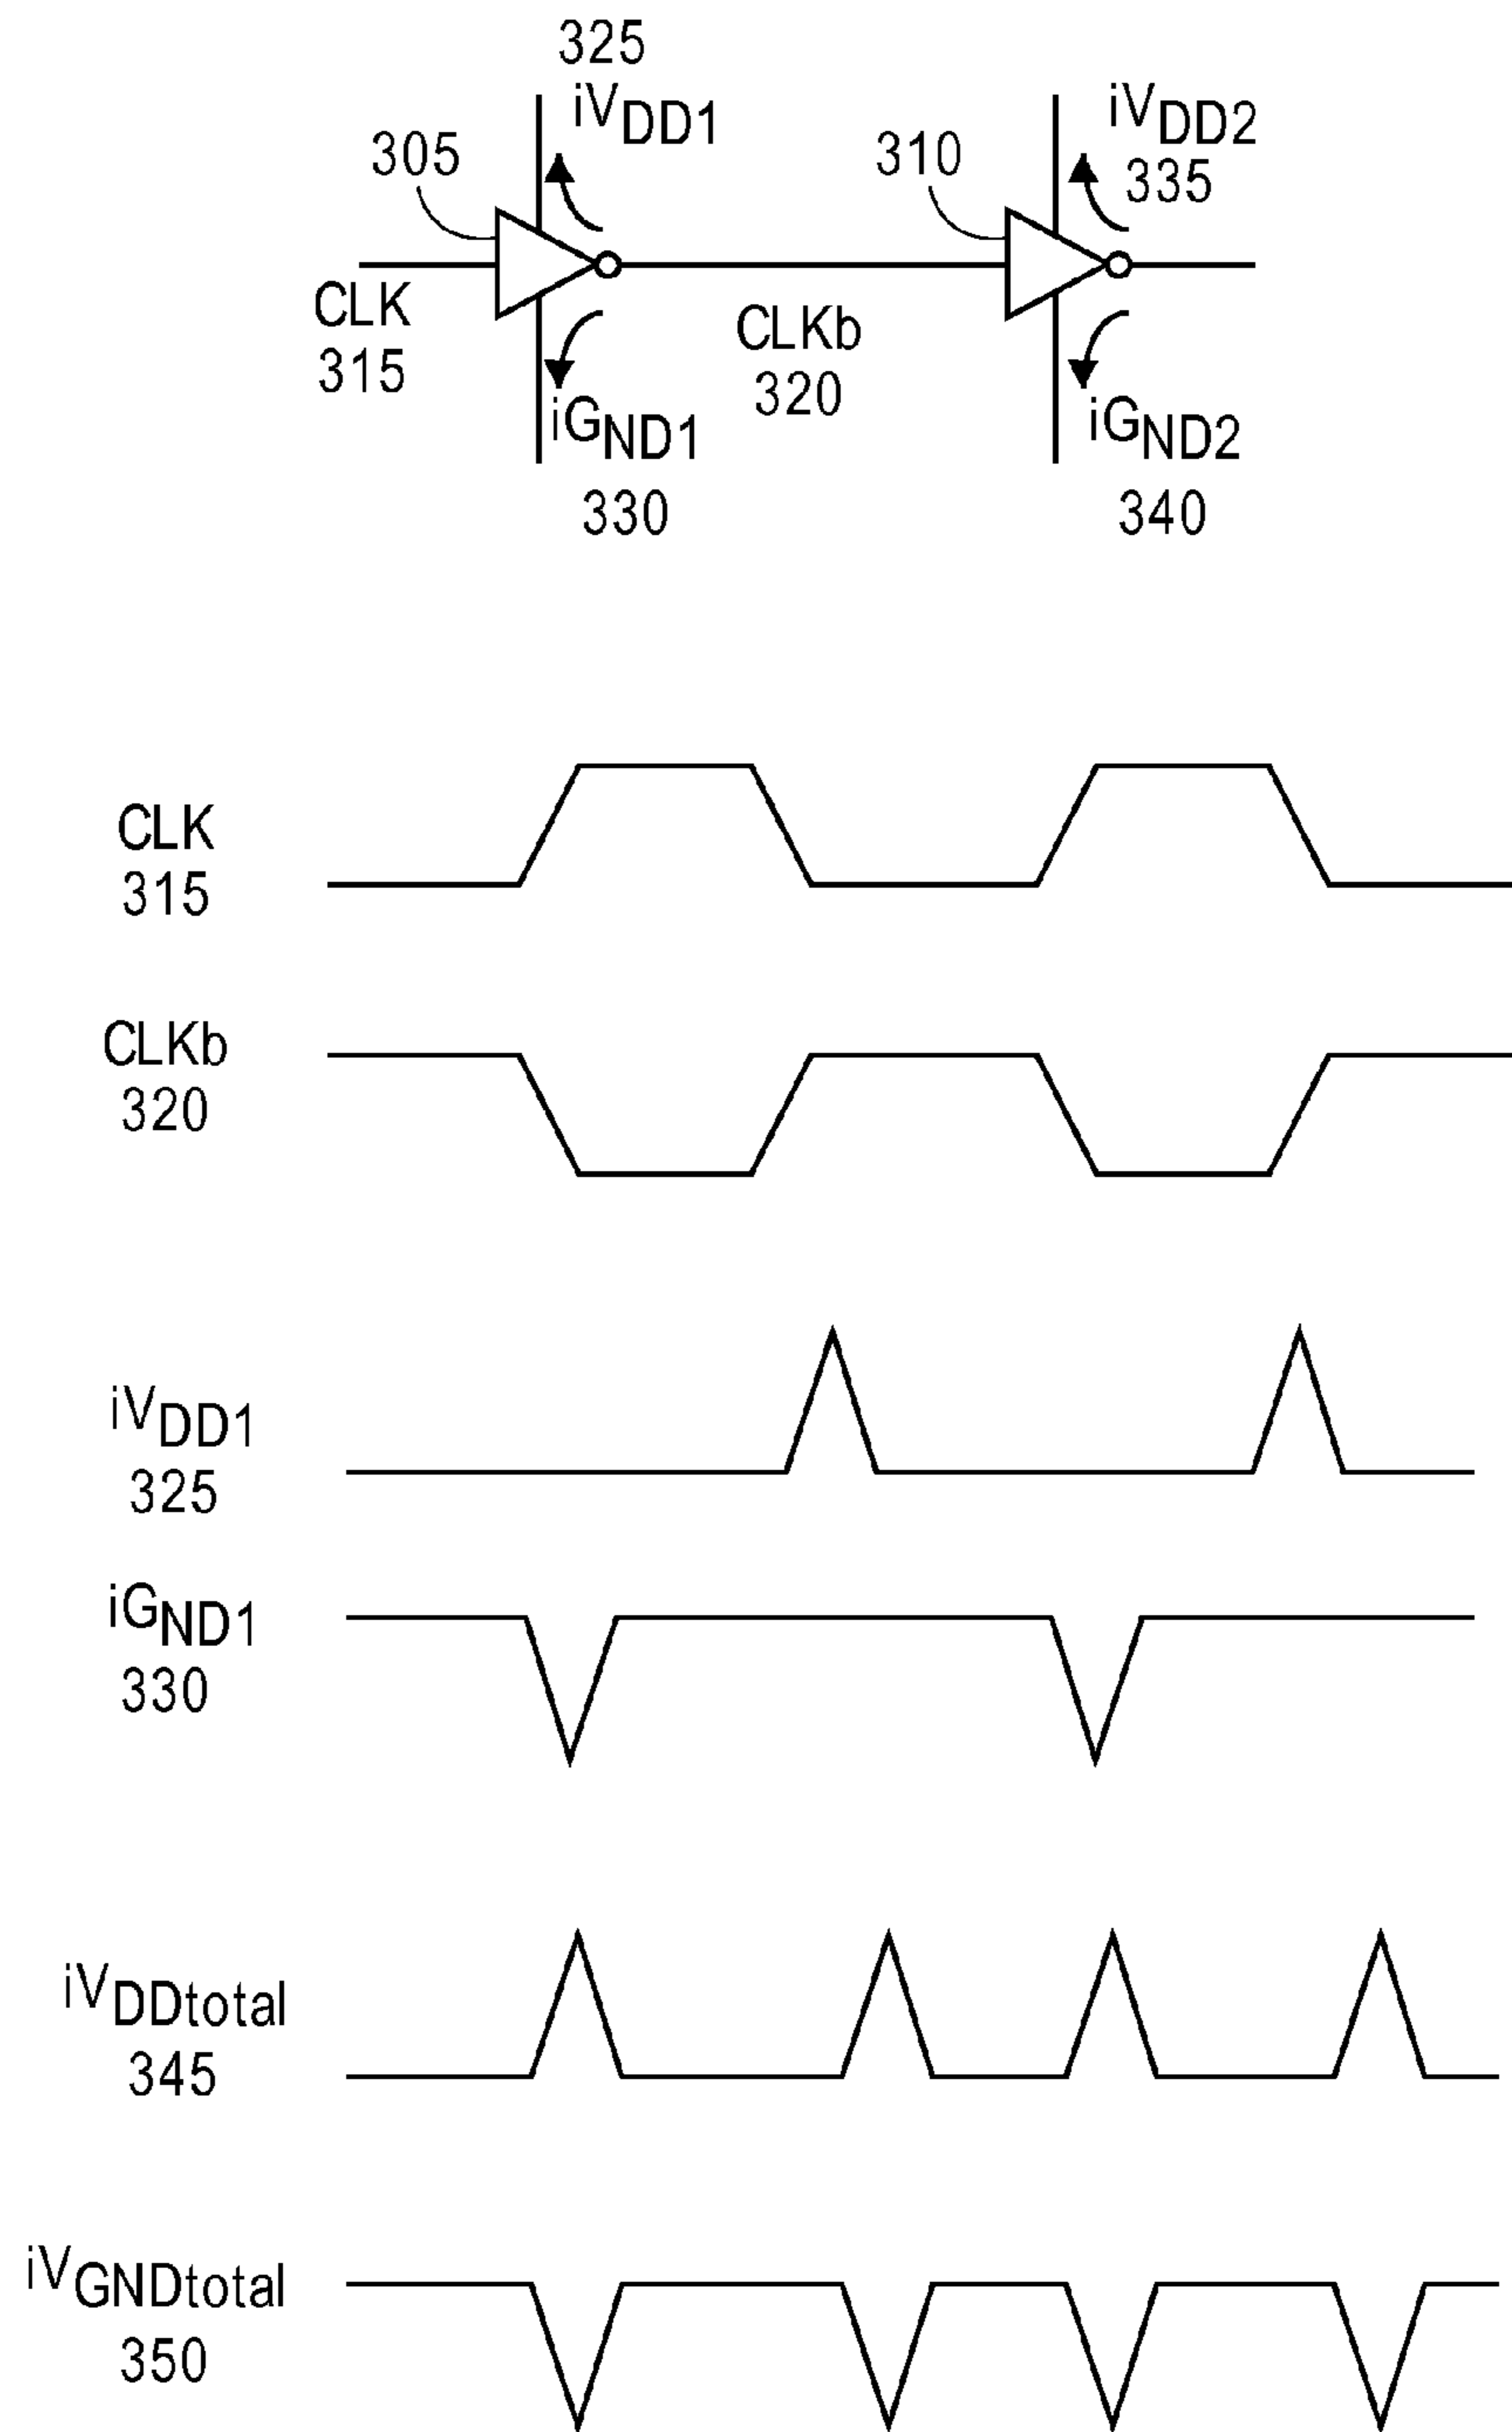 325
iVDD1
iVDD2
335
305
310
CLK
315
CLKb
320
iGND1
330
iGND2
340
CLK
315
CLKb
320
iVDD1
325
iGND1
330
iVDDtotal
345
iVGNDtotal
350